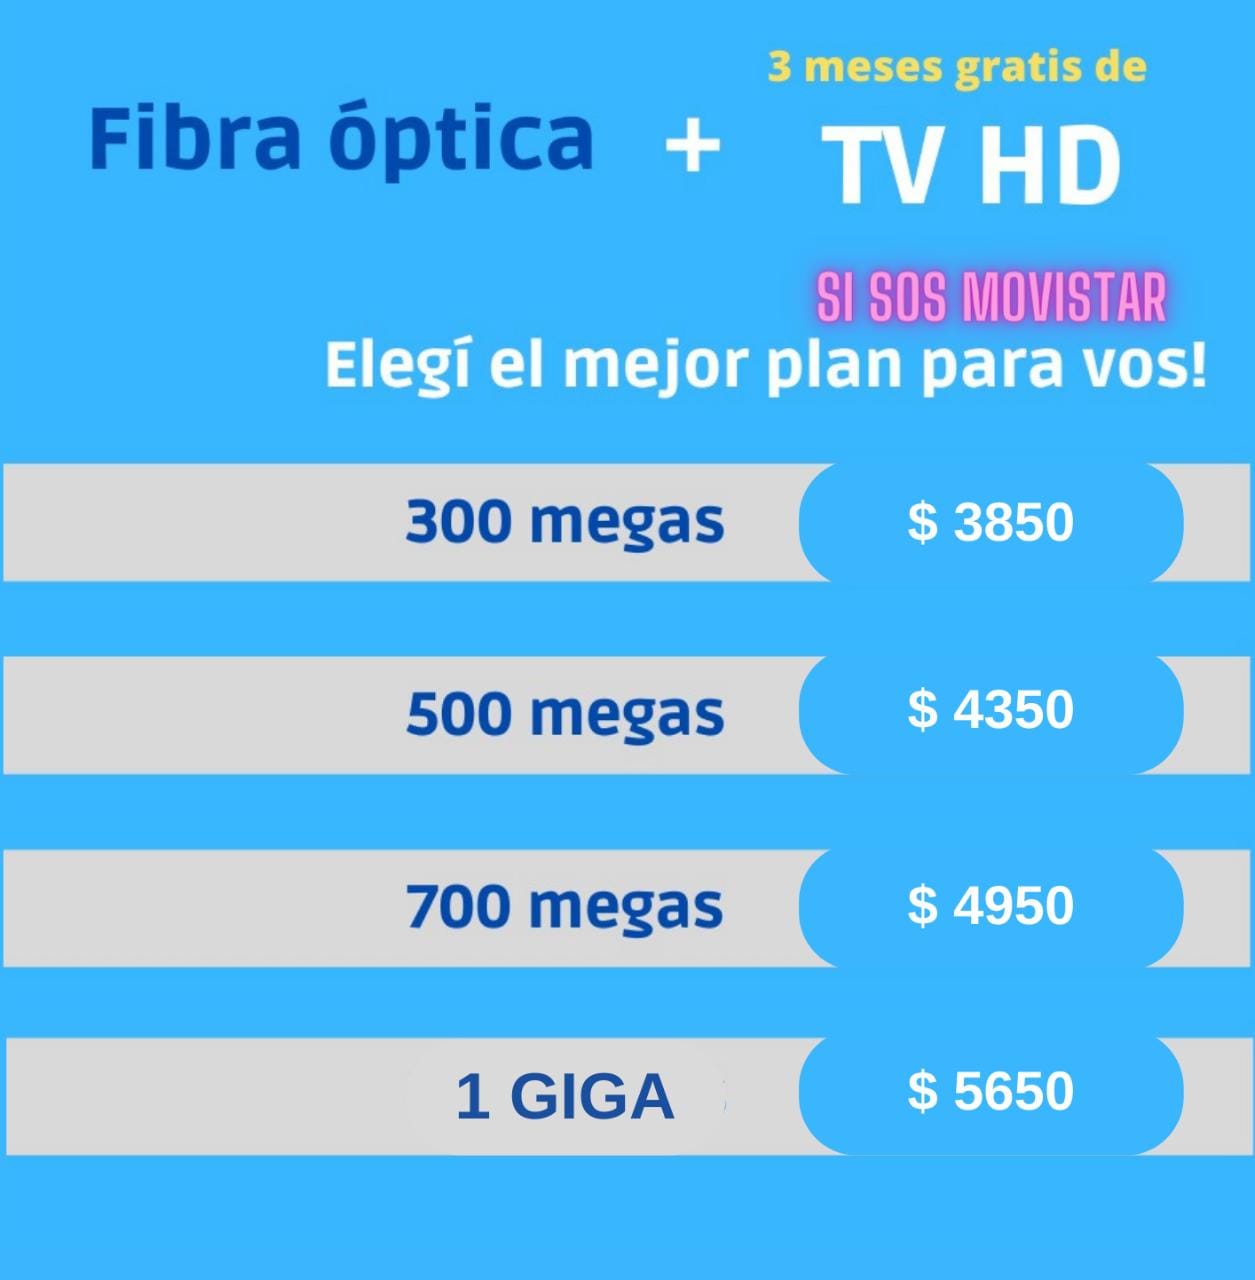 3 meses gratis de
Fibra óptica + TV HD
SI SOS MOVISTAR
Elegí el mejor plan para vos!
300 megas $ 3850
500 megas $ 4350
700 megas $ 4950
1 GIGA $ 5650